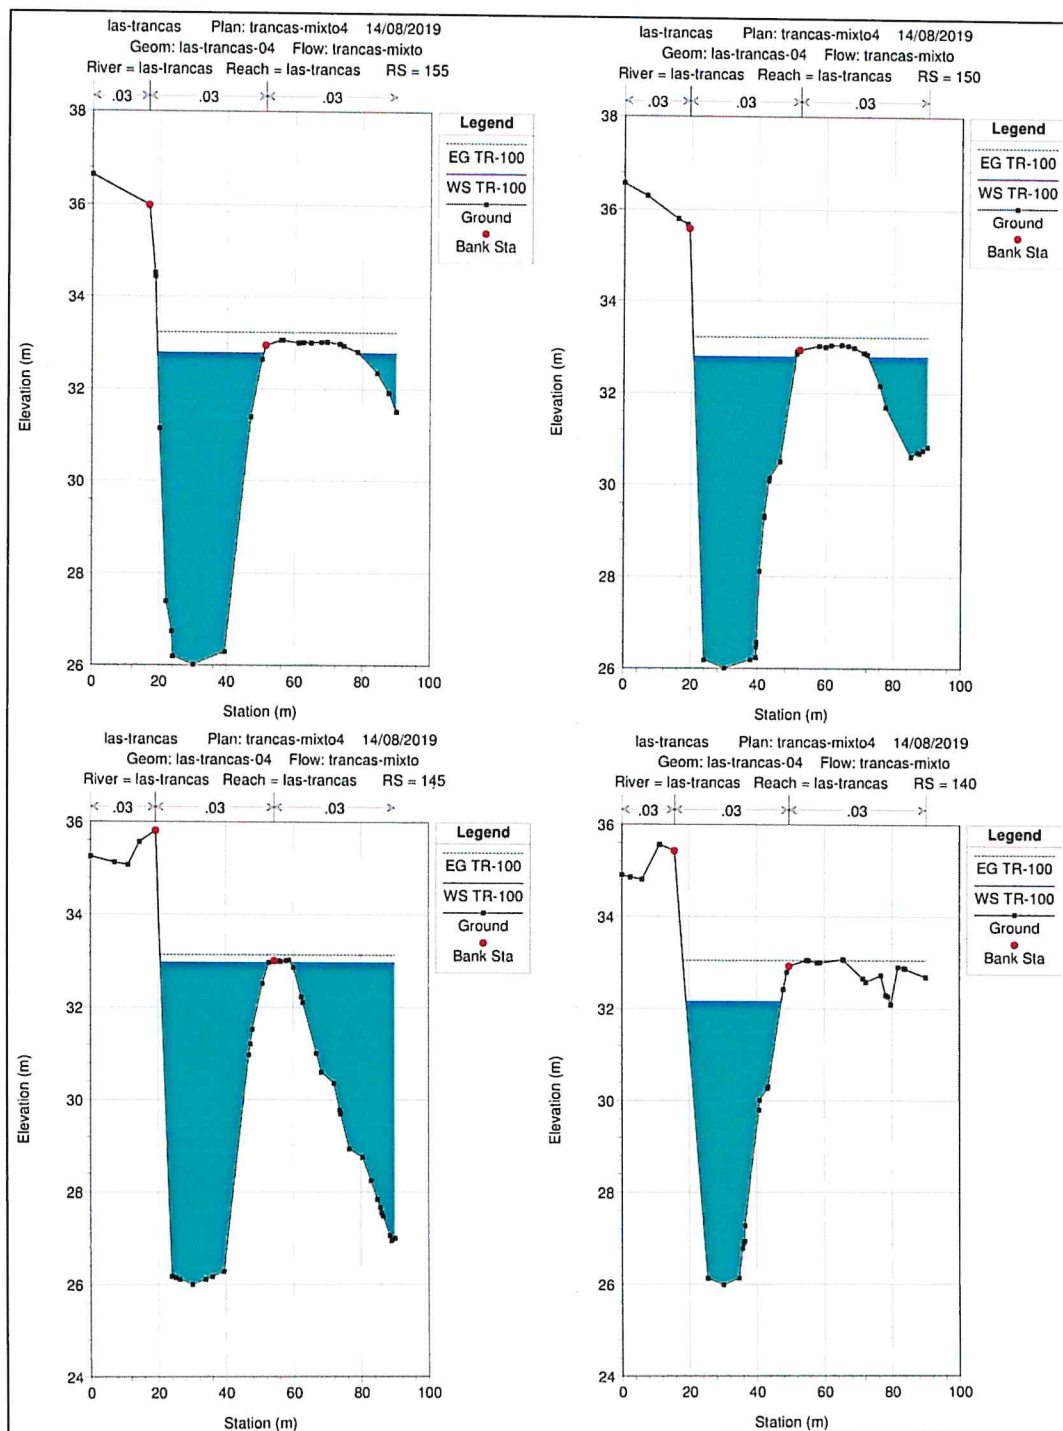 las-trancas Plan: trancas-mixto4 14/08/2019
Geom: las-trancas-04 Flow: trancas-mixto
River = las-trancas Reach = las-trancas RS = 155
.03 .03 .03
Legend
EG TR-100
WS TR-100
Ground
Bank Sta
Elevation (m)
38
36
34
32
30
28
26
0 20 40 60 80 100
Station (m)
las-trancas Plan: trancas-mixto4 14/08/2019
Geom: las-trancas-04 Flow: trancas-mixto
River = las-trancas Reach = las-trancas RS = 150
.03 .03 .03
Legend
EG TR-100
WS TR-100
Ground
Bank Sta
Elevation (m)
38
36
34
32
30
28
26
0 20 40 60 80 100
Station (m)
las-trancas Plan: trancas-mixto4 14/08/2019
Geom: las-trancas-04 Flow: trancas-mixto
River = las-trancas Reach = las-trancas RS = 145
.03 .03 .03
Legend
EG TR-100
WS TR-100
Ground
Bank Sta
Elevation (m)
36
34
32
30
28
26
24
0 20 40 60 80 100
Station (m)
las-trancas Plan: trancas-mixto4 14/08/2019
Geom: las-trancas-04 Flow: trancas-mixto
River = las-trancas Reach = las-trancas RS = 140
.03 .03 .03
Legend
EG TR-100
WS TR-100
Ground
Bank Sta
Elevation (m)
36
34
32
30
28
26
24
0 20 40 60 80 100
Station (m)